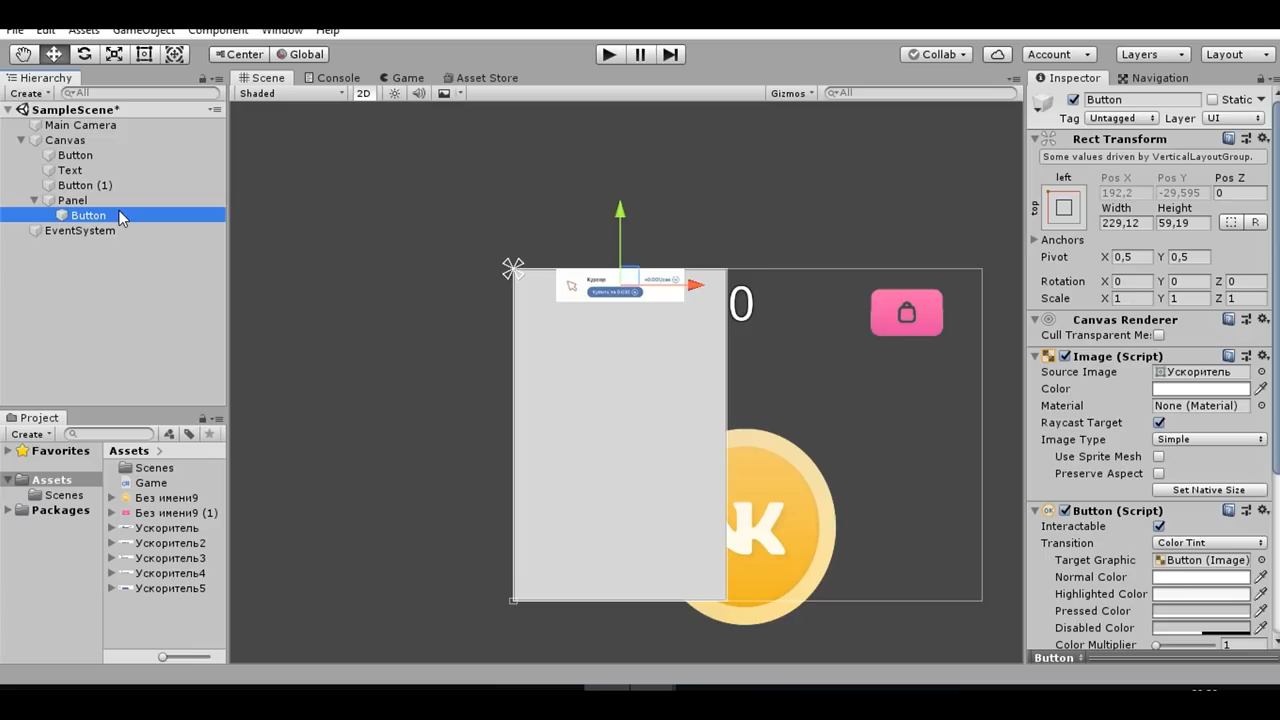 File Edit Assets GameObject Component Window Help
Center Global Collab Account Layers Layout
Hierarchy Scene Console Game Asset Store Inspector Navigation
Create All Shaded 2D Gizmos All Button Static
SampleScene* Tag Untagged Layer UI
Main Camera
Canvas
Button
Text
Button (1)
Panel
Button
EventSystem
Project
Create
Favorites
Assets
Scenes
Packages
Assets
Scenes
Game
Без имени9
Без имени9 (1)
Ускоритель
Ускоритель2
Ускоритель3
Ускоритель4
Ускоритель5
Курсор
0
Rect Transform
Some values driven by VerticalLayoutGroup.
left Pos X Pos Y Pos Z
top 192,2 -29,595 0
Width Height
229,12 59,19 R
Anchors
Pivot X 0,5 Y 0,5
Rotation X 0 Y 0 Z 0
Scale X 1 Y 1 Z 1
Canvas Renderer
Cull Transparent Me
Image (Script)
Source Image Ускоритель
Color
Material None (Material)
Raycast Target
Image Type Simple
Use Sprite Mesh
Preserve Aspect
Set Native Size
Button (Script)
Interactable
Transition Color Tint
Target Graphic Button (Image)
Normal Color
Highlighted Color
Pressed Color
Disabled Color
Color Multiplier 1
Button